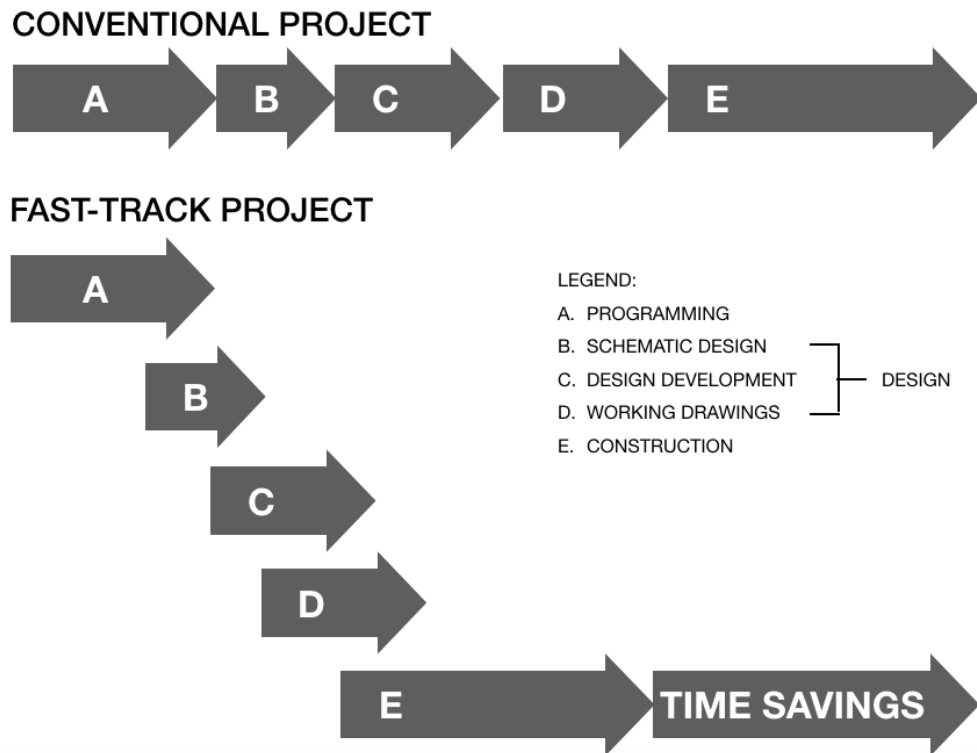 CONVENTIONAL PROJECT
A B C D E
FAST-TRACK PROJECT
A
B
C
D
E TIME SAVINGS
LEGEND:
A. PROGRAMMING
B. SCHEMATIC DESIGN
C. DESIGN DEVELOPMENT
D. WORKING DRAWINGS
E. CONSTRUCTION
DESIGN